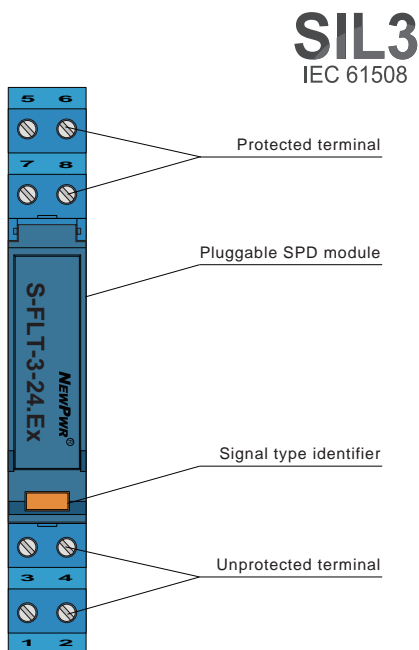 SIL3
IEC 61508
5 6
Protected terminal
7 8
Pluggable SPD module
S-FLT-3-24.Ex
NEWPWR®
Signal type identifier
Unprotected terminal
3 4
1 2